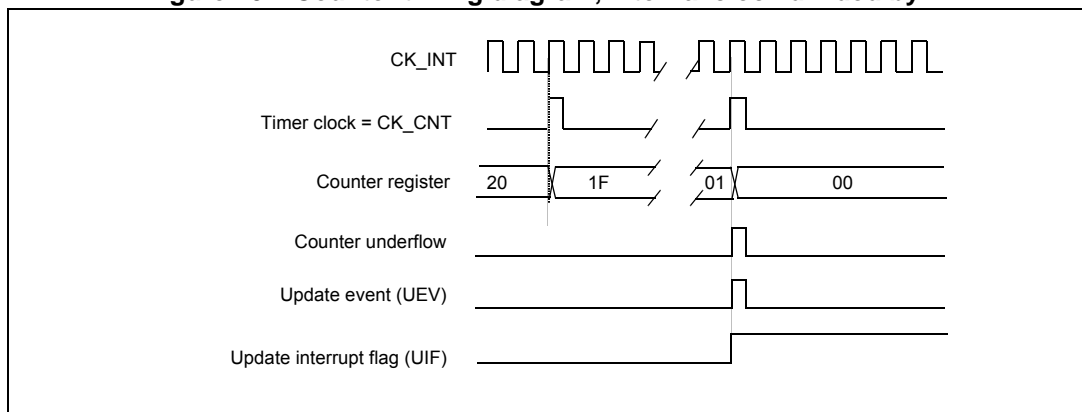 CK_INT
Timer clock = CK_CNT
Counter register 20 1F 01 00
Counter underflow
Update event (UEV)
Update interrupt flag (UIF)